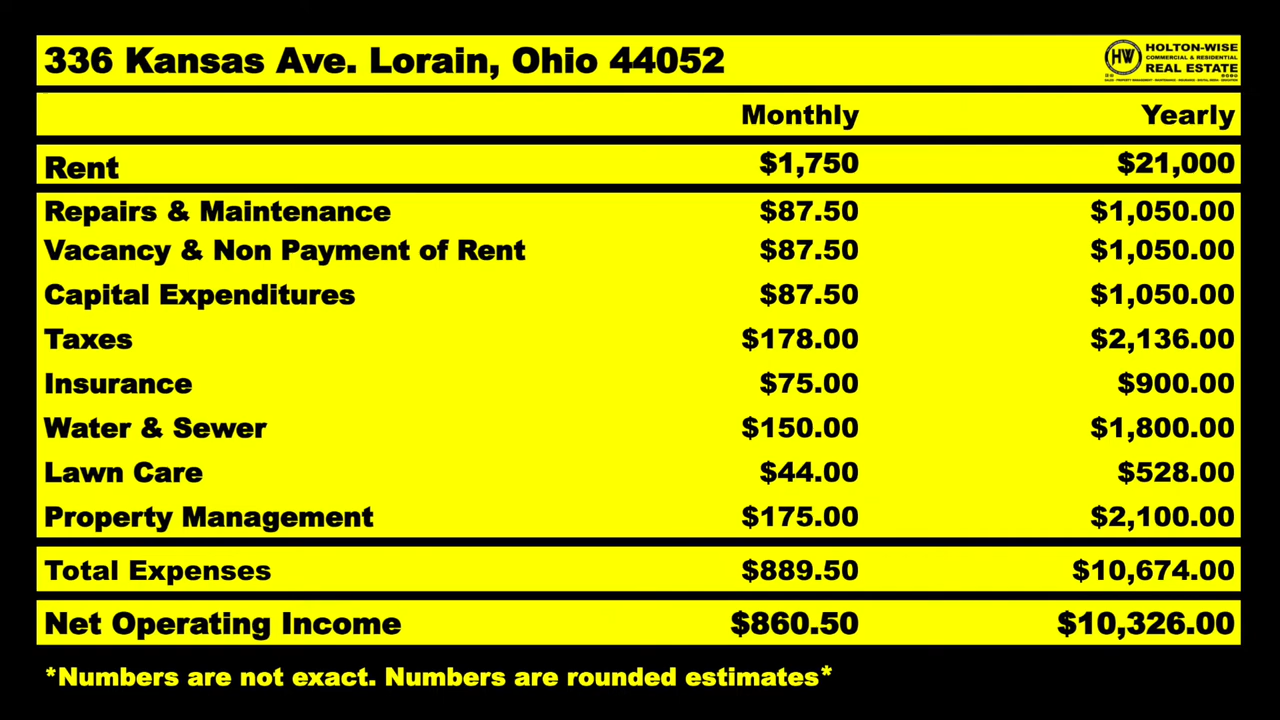 336 Kansas Ave. Lorain, Ohio 44052
HW
HOLTON-WISE
COMMERCIAL & RESIDENTIAL
REAL ESTATE
Monthly Yearly
Rent $1,750 $21,000
Repairs & Maintenance $87.50 $1,050.00
Vacancy & Non Payment of Rent $87.50 $1,050.00
Capital Expenditures $87.50 $1,050.00
Taxes $178.00 $2,136.00
Insurance $75.00 $900.00
Water & Sewer $150.00 $1,800.00
Lawn Care $44.00 $528.00
Property Management $175.00 $2,100.00
Total Expenses $889.50 $10,674.00
Net Operating Income $860.50 $10,326.00
*Numbers are not exact. Numbers are rounded estimates*